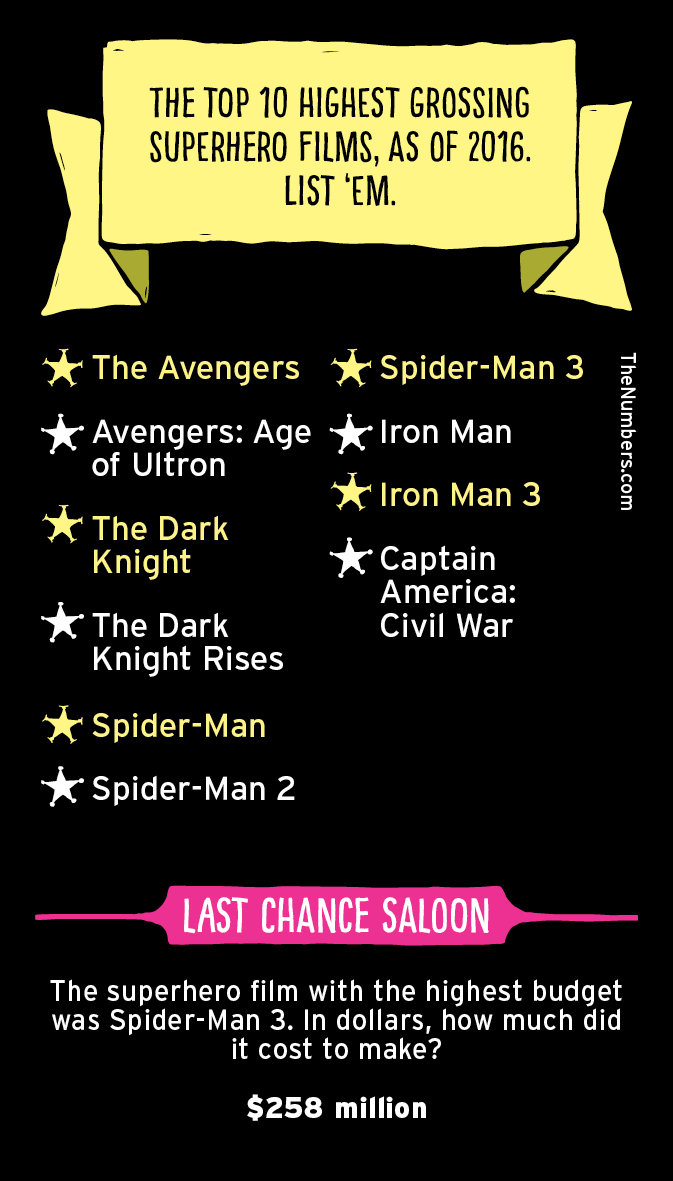 THE TOP 10 HIGHEST GROSSING
SUPERHERO FILMS, AS OF 2016.
LIST ‘EM.
The Avengers
Avengers: Age
of Ultron
The Dark
Knight
The Dark
Knight Rises
Spider-Man
Spider-Man 2
Spider-Man 3
Iron Man
Iron Man 3
Captain
America:
Civil War
TheNumbers.com
LAST CHANCE SALOON
The superhero film with the highest budget
was Spider-Man 3. In dollars, how much did
it cost to make?
$258 million